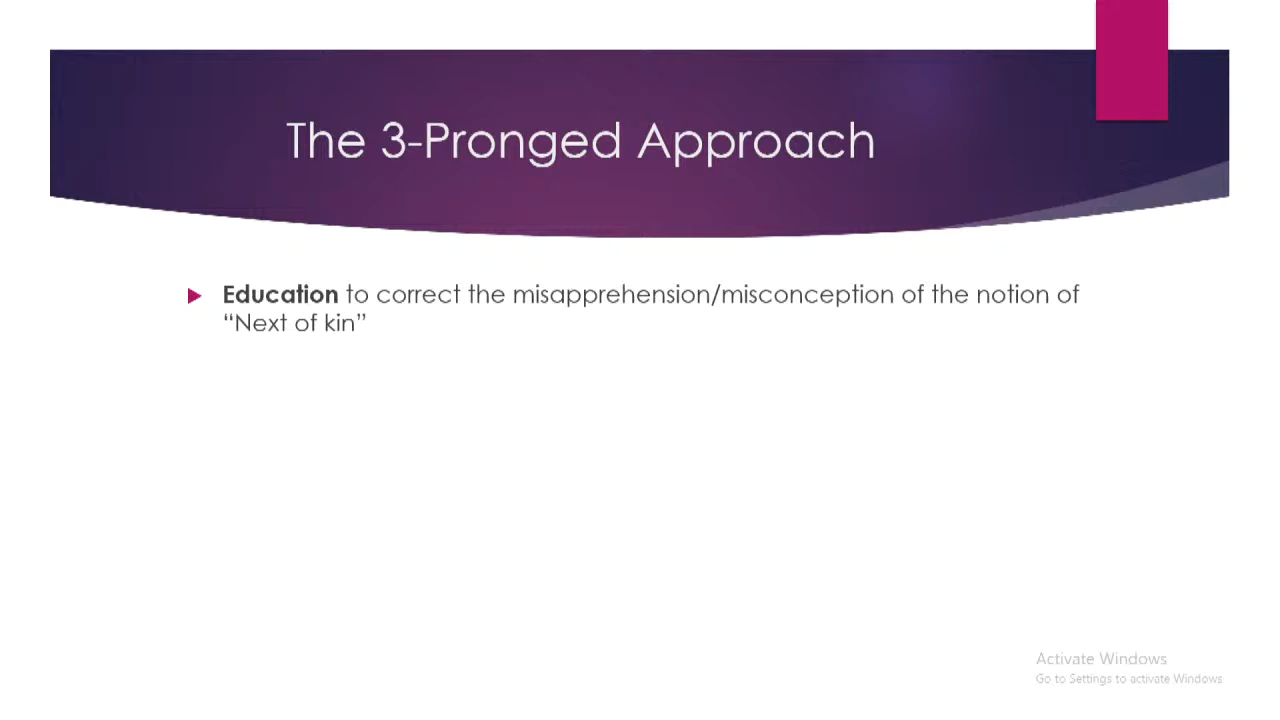 The 3-Pronged Approach
Education to correct the misapprehension/misconception of the notion of
“Next of kin”
Activate Windows
Go to Settings to activate Windows